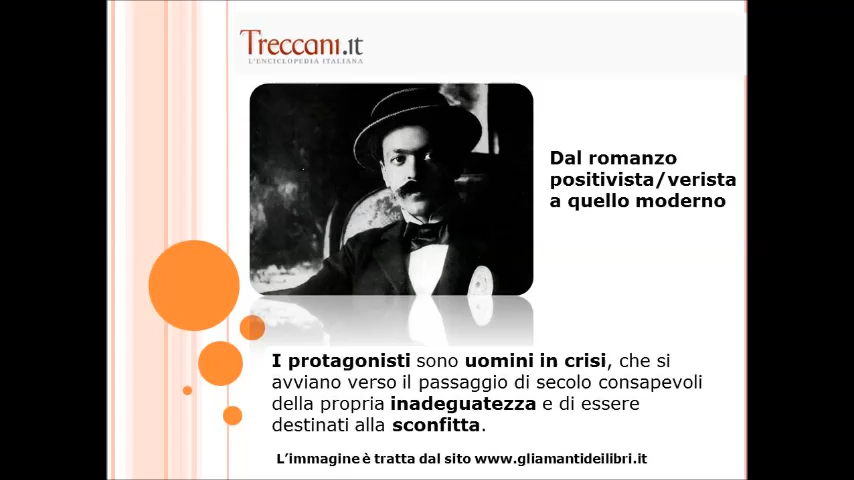 Treccani.it
L'ENCICLOPEDIA ITALIANA
Dal romanzo
positivista/verista
a quello moderno
I protagonisti sono uomini in crisi, che si
avviano verso il passaggio di secolo consapevoli
della propria inadeguatezza e di essere
destinati alla sconfitta.
L'immagine è tratta dal sito www.gliamantideilibri.it